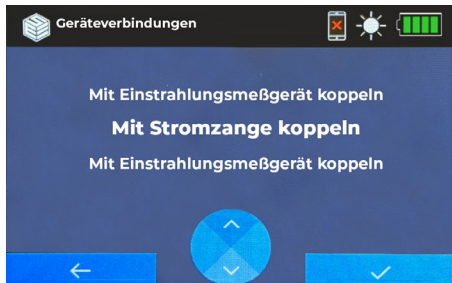 Geräteverbindungen
Mit Einstrahlungsmeßgerät koppeln
Mit Stromzange koppeln
Mit Einstrahlungsmeßgerät koppeln